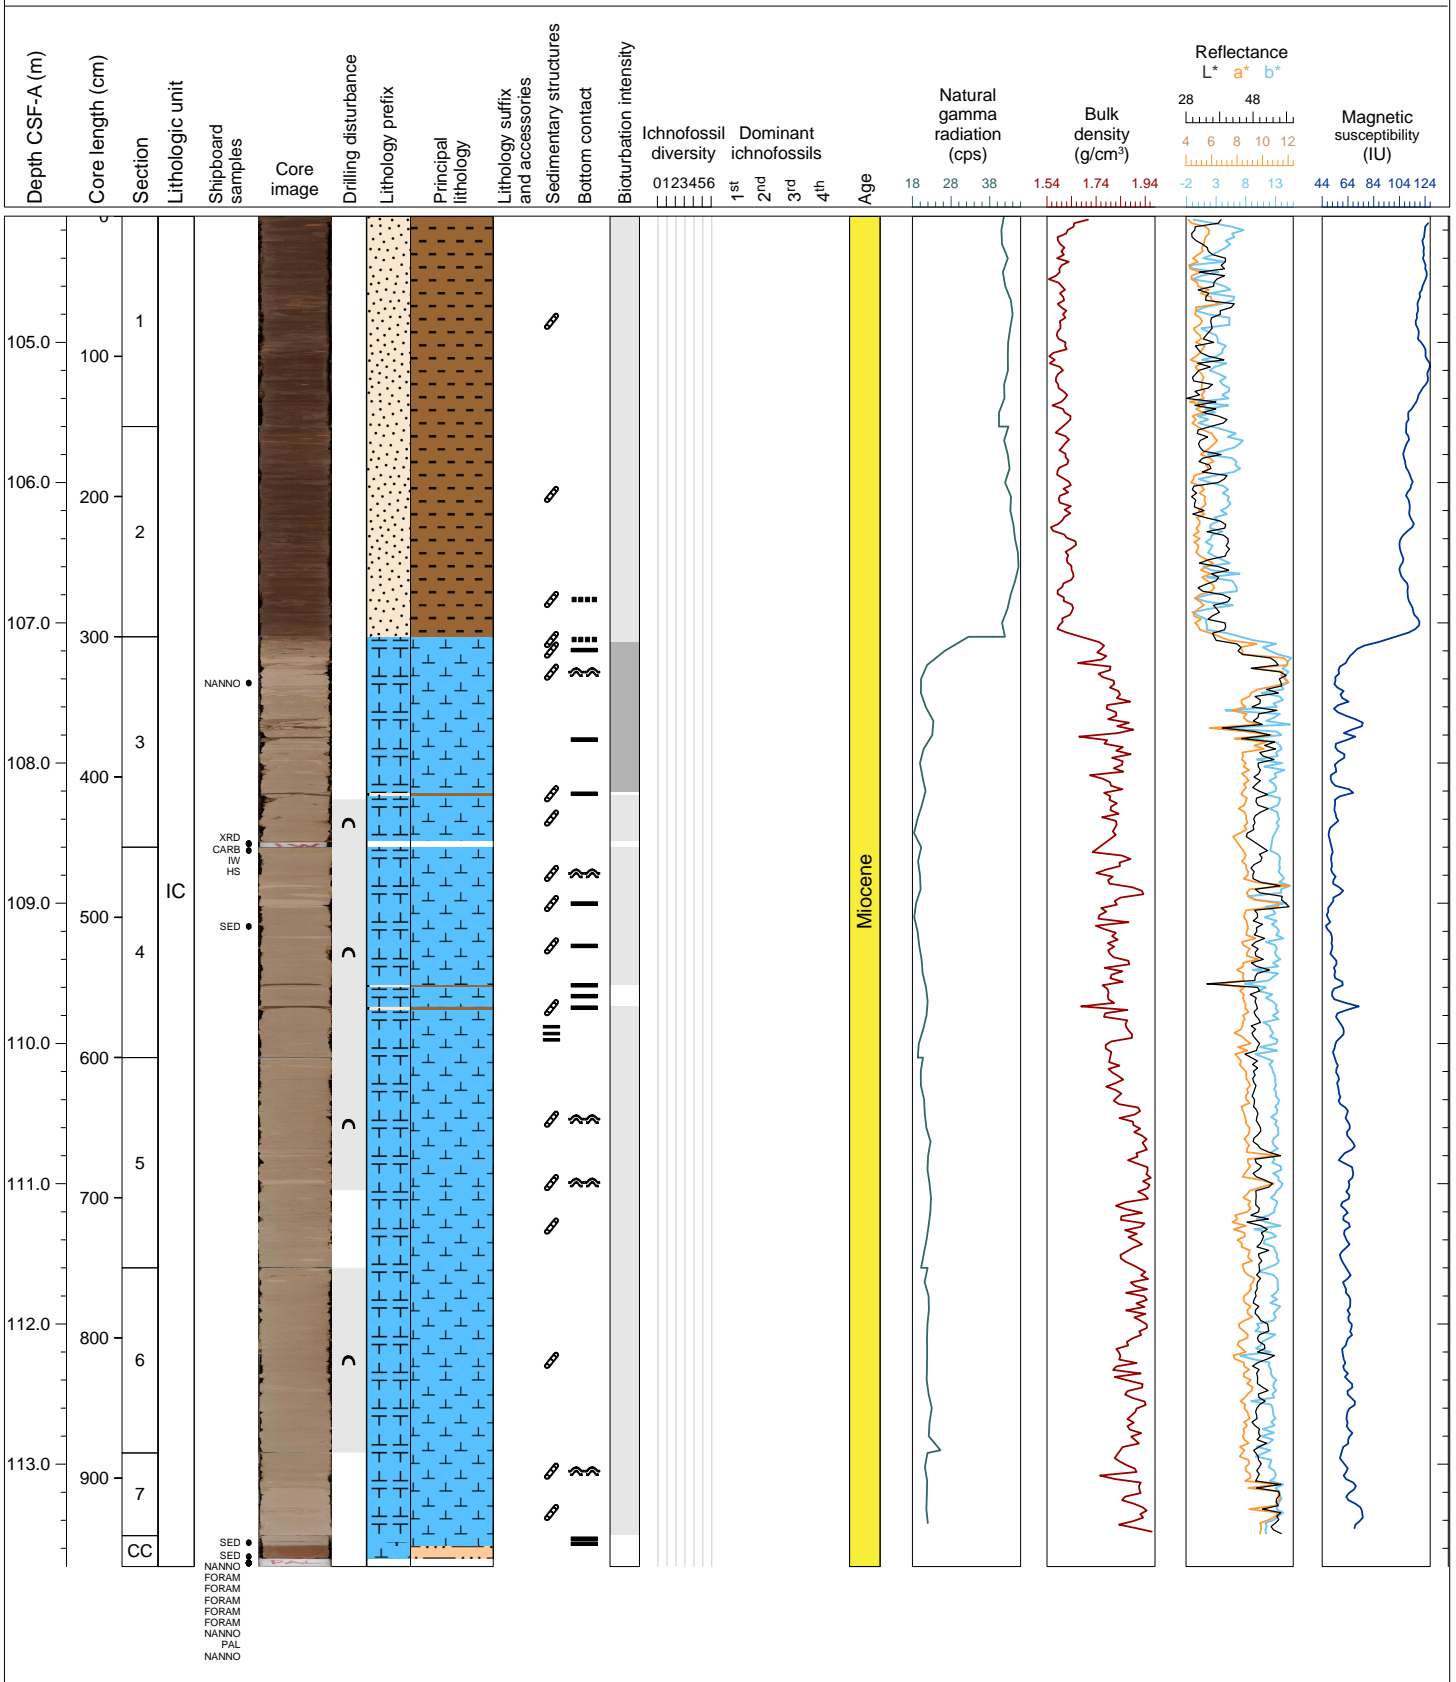 Depth CSF-A (m)
Core length (cm)
Section
Lithologic unit
Shipboard
samples
Core
image
Drilling disturbance
Lithology prefix
Principal
lithology
Lithology suffix
and accessories
Sedimentary structures
Bottom contact
Bioturbation intensity
Ichnofossil
diversity
0123456
Dominant
ichnofossils
1st 2nd 3rd 4th
Age
Natural
gamma
radiation
(cps)
18 28 38
Bulk
density
(g/cm3)
1.54 1.74 1.94
Reflectance
L* a* b*
28 48
4 6 8 10 12
-2 3 8 13
Magnetic
susceptibility
(IU)
44 64 84 104 124
0
1
105.0
100
106.0
200
2
107.0
300
NANNO
3
108.0
400
XRD
CARB
IW
HS
IW
IC
Miocene
109.0
500
SED
4
110.0
600
5
111.0
700
112.0
800
6
113.0
900
7
CC
SED
SED
NANNO
PAL
FORAM
FORAM
FORAM
FORAM
FORAM
NANNO
PAL
NANNO